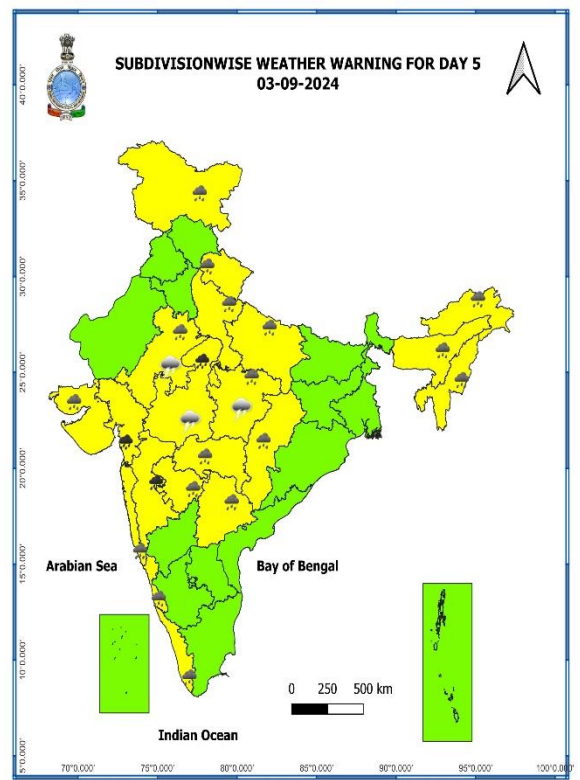 SUBDIVISIONWISE WEATHER WARNING FOR DAY 5
03-09-2024
40°0.000'
35°0.000'
30°0.000'
25°0.000'
20°0.000'
15°0.000'
10°0.000'
5°0.000'
Arabian Sea
Bay of Bengal
0 250 500 km
Indian Ocean
70°0.000' 75°0.000' 80°0.000' 85°0.000' 90°0.000' 95°0.000' 100°0.000'